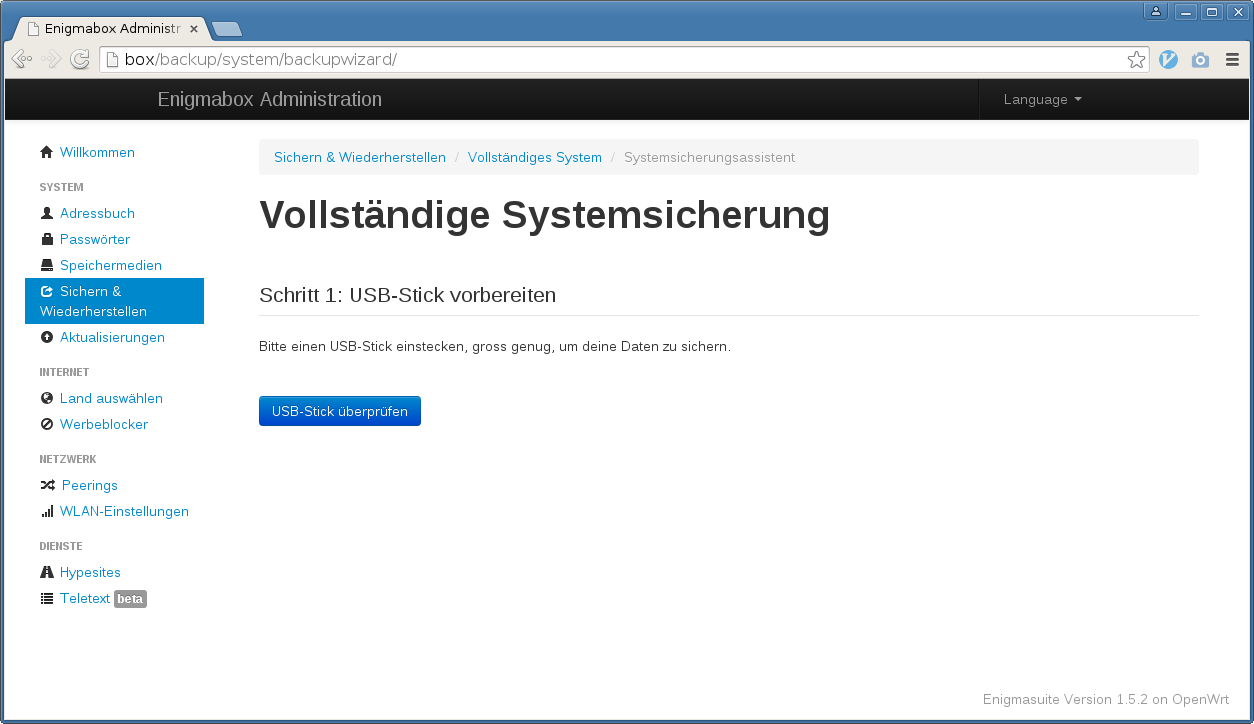 Enigmabox Administr
box/backup/system/backupwizard/
Enigmabox Administration
Language
Willkommen
SYSTEM
Adressbuch
Passwörter
Speichermedien
Sichern &
Wiederherstellen
Aktualisierungen
INTERNET
Land auswählen
Werbeblocker
NETZWERK
Peerings
WLAN-Einstellungen
DIENSTE
Hypesites
Teletext beta
Sichern & Wiederherstellen / Vollständiges System / Systemsicherungsassistent
Vollständige Systemsicherung
Schritt 1: USB-Stick vorbereiten
Bitte einen USB-Stick einstecken, gross genug, um deine Daten zu sichern.
USB-Stick überprüfen
Enigmasuite Version 1.5.2 on OpenWrt